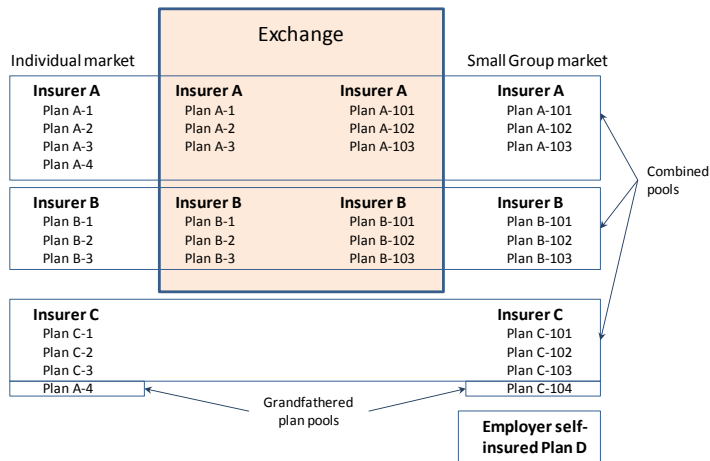 Exchange
Individual market
Small Group market
Insurer A
Plan A-1
Plan A-2
Plan A-3
Plan A-4
Insurer A
Plan A-1
Plan A-2
Plan A-3
Insurer A
Plan A-101
Plan A-102
Plan A-103
Insurer A
Plan A-101
Plan A-102
Plan A-103
Combined
pools
Insurer B
Plan B-1
Plan B-2
Plan B-3
Insurer B
Plan B-1
Plan B-2
Plan B-3
Insurer B
Plan B-101
Plan B-102
Plan B-103
Insurer B
Plan B-101
Plan B-102
Plan B-103
Insurer C
Plan C-1
Plan C-2
Plan C-3
Plan A-4
Insurer C
Plan C-101
Plan C-102
Plan C-103
Plan C-104
Grandfathered
plan pools
Employer self-
insured Plan D